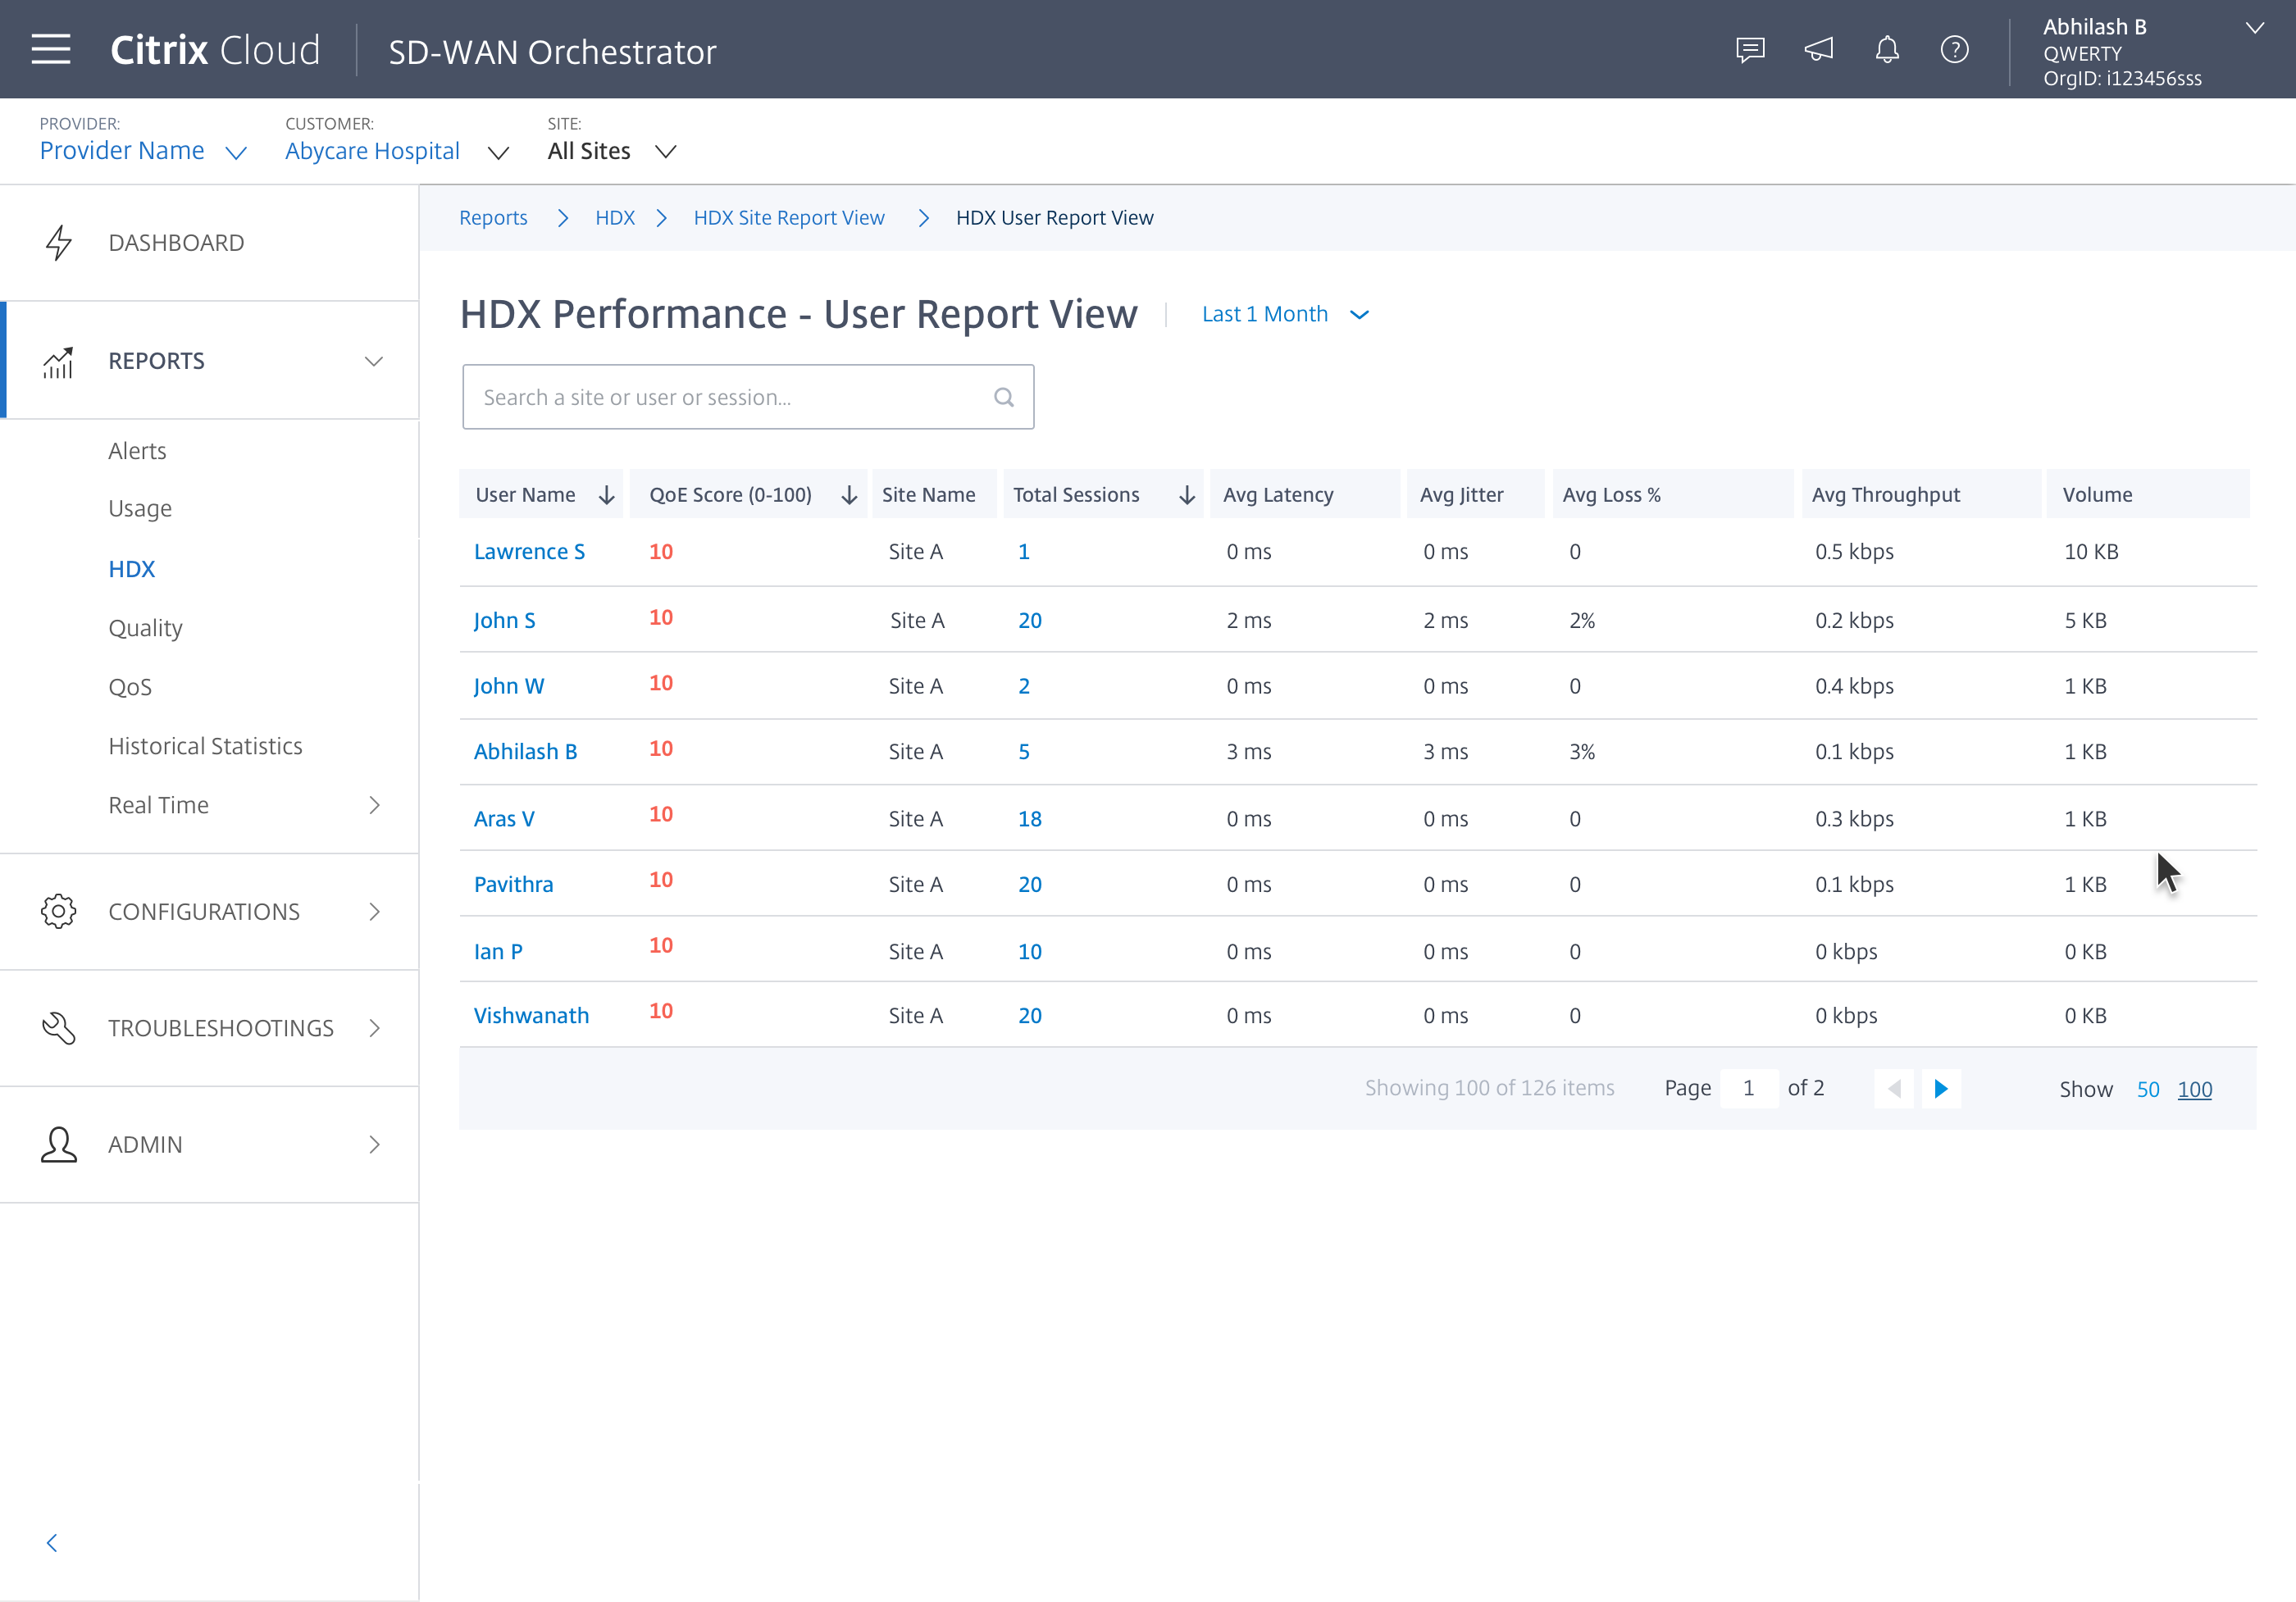 Citrix Cloud SD-WAN Orchestrator
Abhilash B
QWERTY
OrgID: i123456sss
PROVIDER: CUSTOMER: SITE:
Provider Name Abycare Hospital All Sites
DASHBOARD
REPORTS
Alerts
Usage
HDX
Quality
QoS
Historical Statistics
Real Time
CONFIGURATIONS
TROUBLESHOOTINGS
ADMIN
Reports HDX HDX Site Report View HDX User Report View
HDX Performance - User Report View Last 1 Month
Search a site or user or session...
User Name QoE Score (0-100) Site Name Total Sessions Avg Latency Avg Jitter Avg Loss % Avg Throughput Volume
Lawrence S 10 Site A 1 0 ms 0 ms 0 0.5 kbps 10 KB
John S 10 Site A 20 2 ms 2 ms 2% 0.2 kbps 5 KB
John W 10 Site A 2 0 ms 0 ms 0 0.4 kbps 1 KB
Abhilash B 10 Site A 5 3 ms 3 ms 3% 0.1 kbps 1 KB
Aras V 10 Site A 18 0 ms 0 ms 0 0.3 kbps 1 KB
Pavithra 10 Site A 20 0 ms 0 ms 0 0.1 kbps 1 KB
Ian P 10 Site A 10 0 ms 0 ms 0 0 kbps 0 KB
Vishwanath 10 Site A 20 0 ms 0 ms 0 0 kbps 0 KB
Showing 100 of 126 items Page 1 of 2 Show 50 100